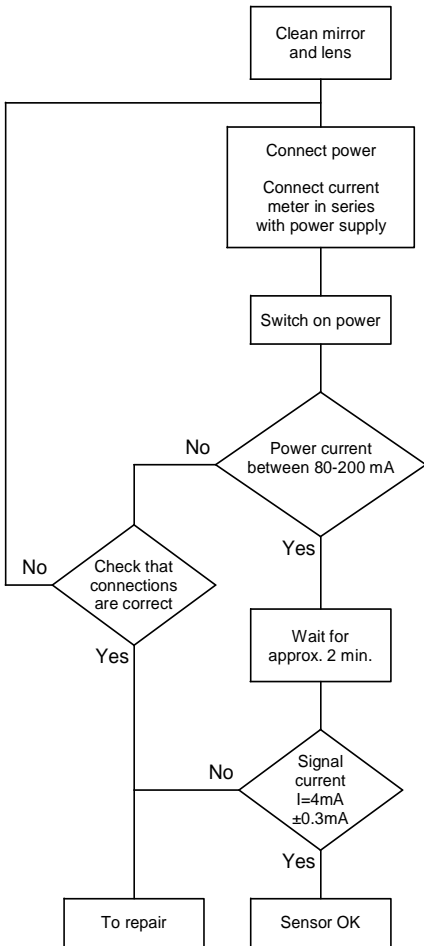 Clean mirror
and lens
Connect power
Connect current
meter in series
with power supply
Switch on power
No
Power current
between 80-200 mA
Yes
No
Check that
connections
are correct
Yes
Wait for
approx. 2 min.
No
Signal
current
I=4mA
±0.3mA
Yes
To repair
Sensor OK